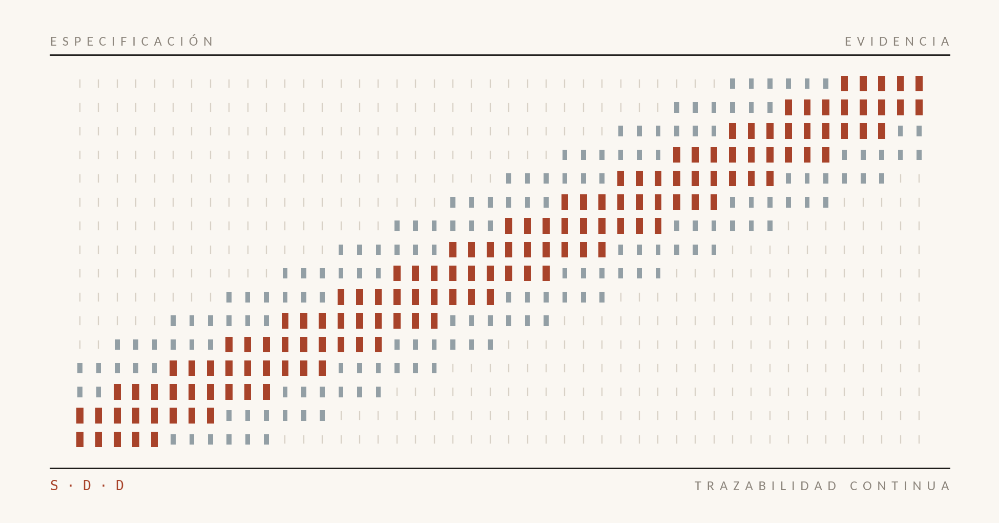 ESPECIFICACIÓN
EVIDENCIA
S·D·D
TRAZABILIDAD CONTINUA